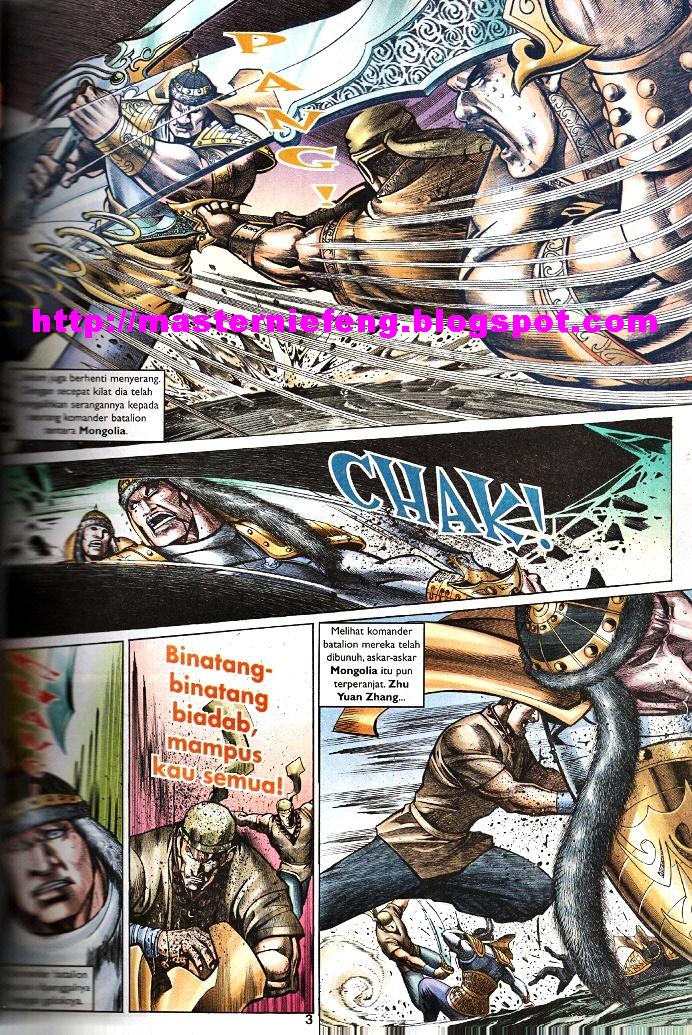 PANG!
http://masterniefeng.blogspot.com
juga berhenti menyerang.
secepat kilat dia telah
serangannya kepada
komander batalion
Mongolia.
CHAK!
Binatang-
binatang
biadab,
mampus
kau semua!
Melihat komander
batalion mereka telah
dibunuh, askar-askar
Mongolia itu pun
terperanjat. Zhu
Yuan Zhang...
batalion
3